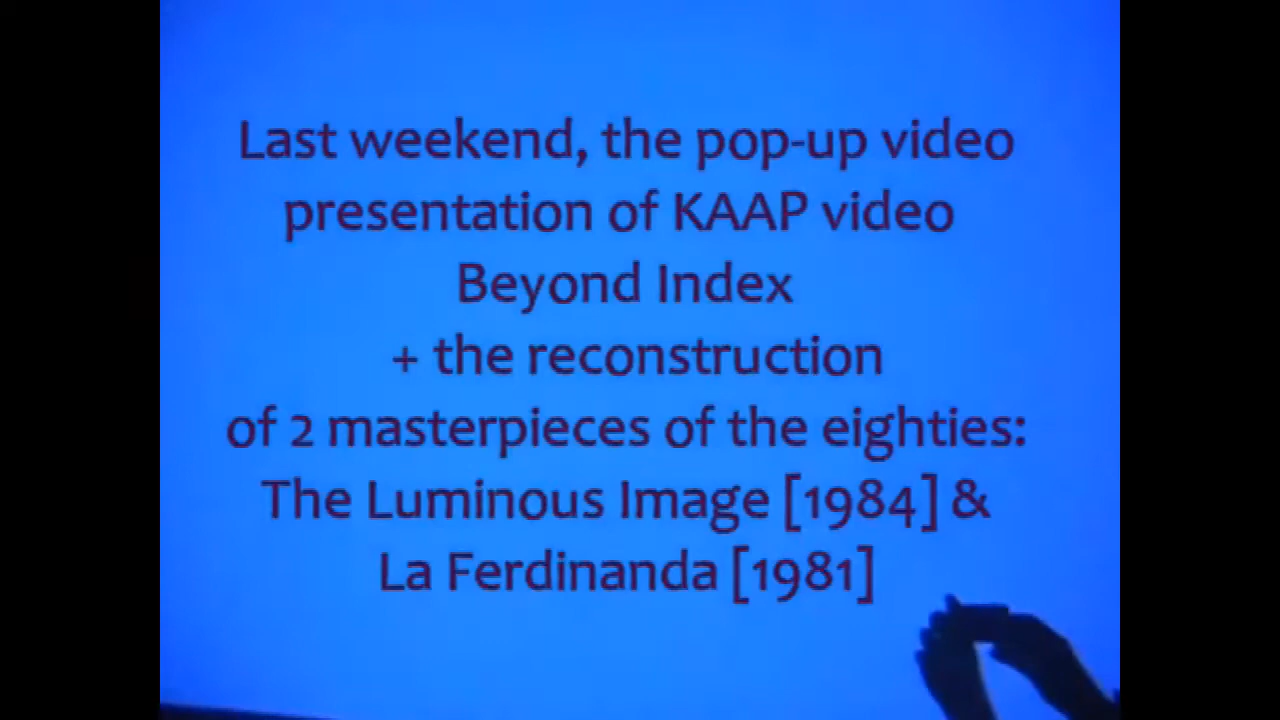 Last weekend, the pop-up video
presentation of KAAP video
Beyond Index
+ the reconstruction
of 2 masterpieces of the eighties:
The Luminous Image [1984] &
La Ferdinanda [1981]